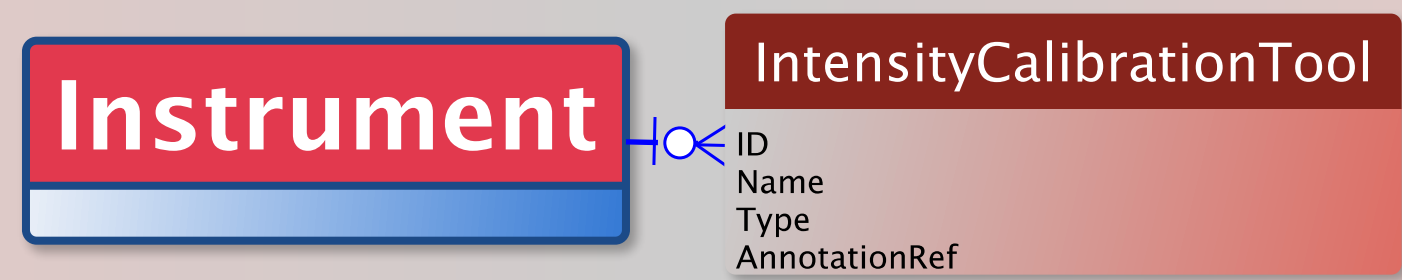 Instrument
IntensityCalibrationTool
ID
Name
Type
AnnotationRef